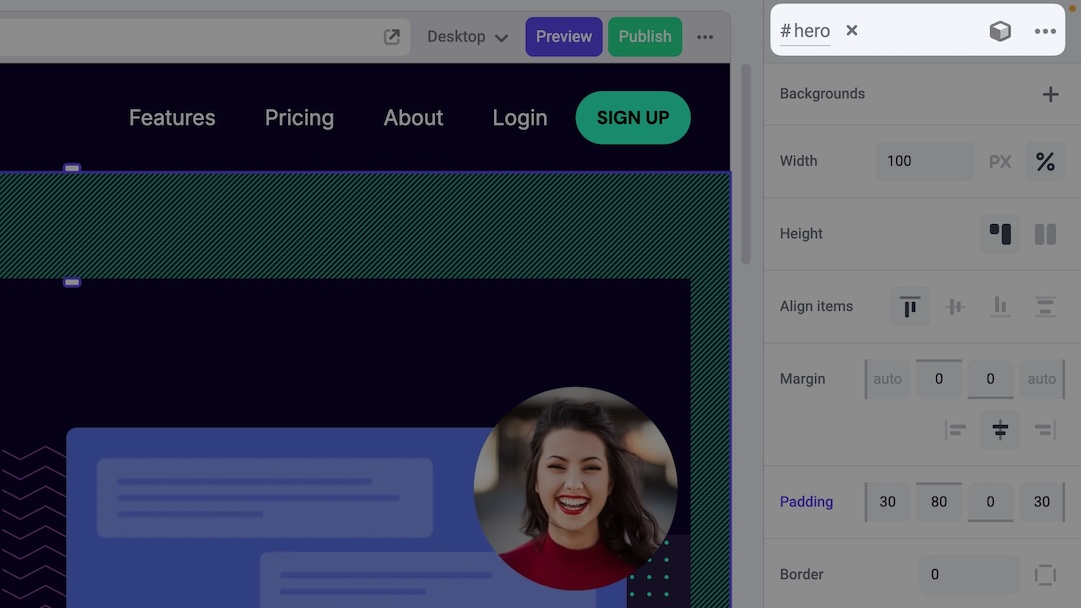 Desktop
Preview
Publish
#hero
Features
Pricing
About
Login
SIGN UP
Backgrounds
Width
100
PX
%
Height
Align items
Margin
auto
0
0
auto
Padding
30
80
0
30
Border
0